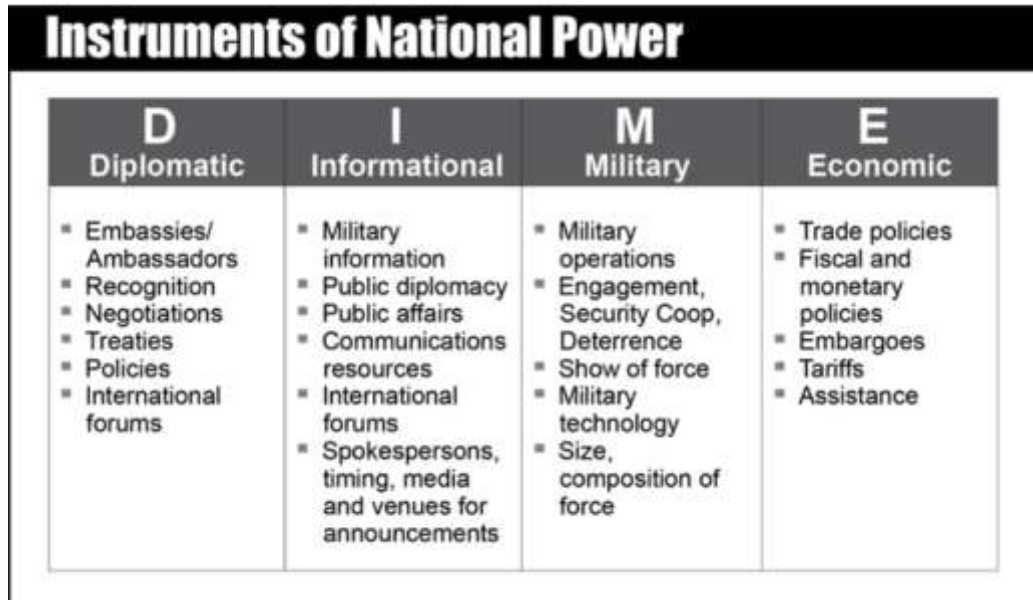 Instruments of National Power
D
Diplomatic
▪ Embassies/
Ambassadors
▪ Recognition
▪ Negotiations
▪ Treaties
▪ Policies
▪ International
forums
I
Informational
▪ Military
information
▪ Public diplomacy
▪ Public affairs
▪ Communications
resources
▪ International
forums
▪ Spokespersons,
timing, media
and venues for
announcements
M
Military
▪ Military
operations
▪ Engagement,
Security Coop,
Deterrence
▪ Show of force
▪ Military
technology
▪ Size,
composition of
force
E
Economic
▪ Trade policies
▪ Fiscal and
monetary
policies
▪ Embargoes
▪ Tariffs
▪ Assistance